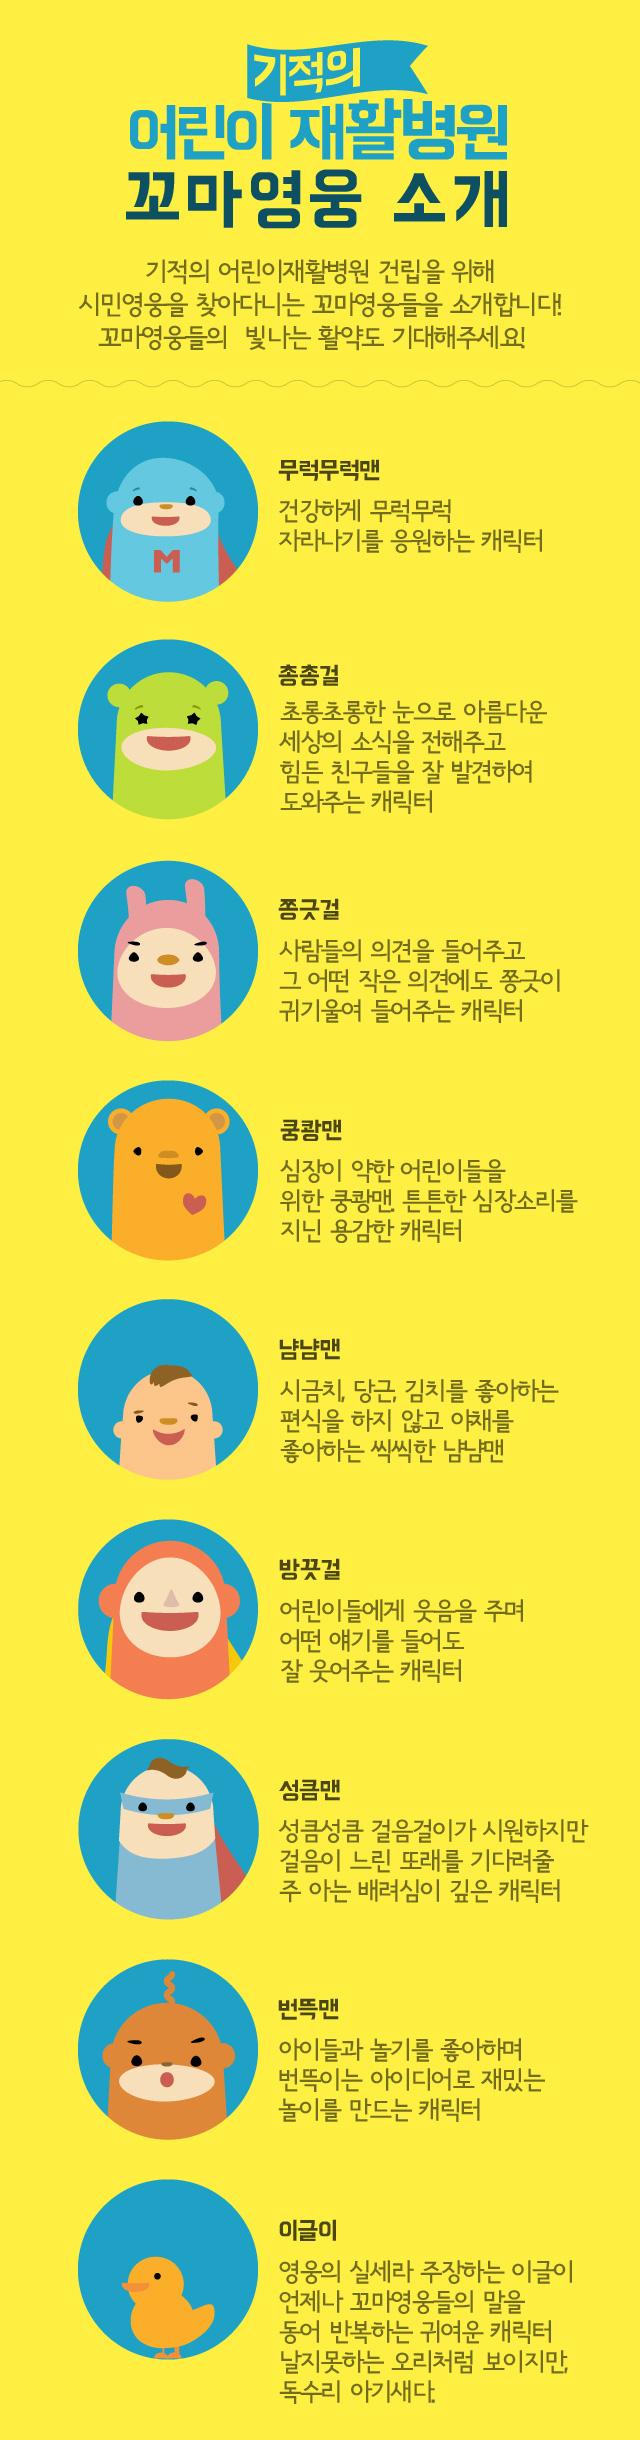 기적의
어린이 재활병원
꼬마영웅 소개
기적의 어린이재활병원 건립을 위해
시민영웅을 찾아다니는 꼬마영웅들을 소개합니다!
꼬마영웅들의 빛나는 활약도 기대해주세요!
무럭무럭맨
건강하게 무럭무럭
자라나기를 응원하는 캐릭터
M
총총걸
초롱초롱한 눈으로 아름다운
세상의 소식을 전해주고
힘든 친구들을 잘 발견하여
도와주는 캐릭터
쫑긋걸
사람들의 의견을 들어주고
그 어떤 작은 의견에도 쫑긋이
귀기울여 들어주는 캐릭터
쿵쾅맨
심장이 약한 어린이들을
위한 쿵쾅맨. 튼튼한 심장소리를
지닌 용감한 캐릭터
냠냠맨
시금치, 당근, 김치를 좋아하는
편식을 하지 않고 야채를
좋아하는 씩씩한 냠냠맨
방끗걸
어린이들에게 웃음을 주며
어떤 얘기를 들어도
잘 웃어주는 캐릭터
성큼맨
성큼성큼 걸음걸이가 시원하지만
걸음이 느린 또래를 기다려줄
주 아는 배려심이 깊은 캐릭터
번뜩맨
아이들과 놀기를 좋아하며
번뜩이는 아이디어로 재밌는
놀이를 만드는 캐릭터
이글이
영웅의 실세라 주장하는 이글이
언제나 꼬마영웅들의 말을
동어 반복하는 귀여운 캐릭터
날지못하는 오리처럼 보이지만,
독수리 아기새다.